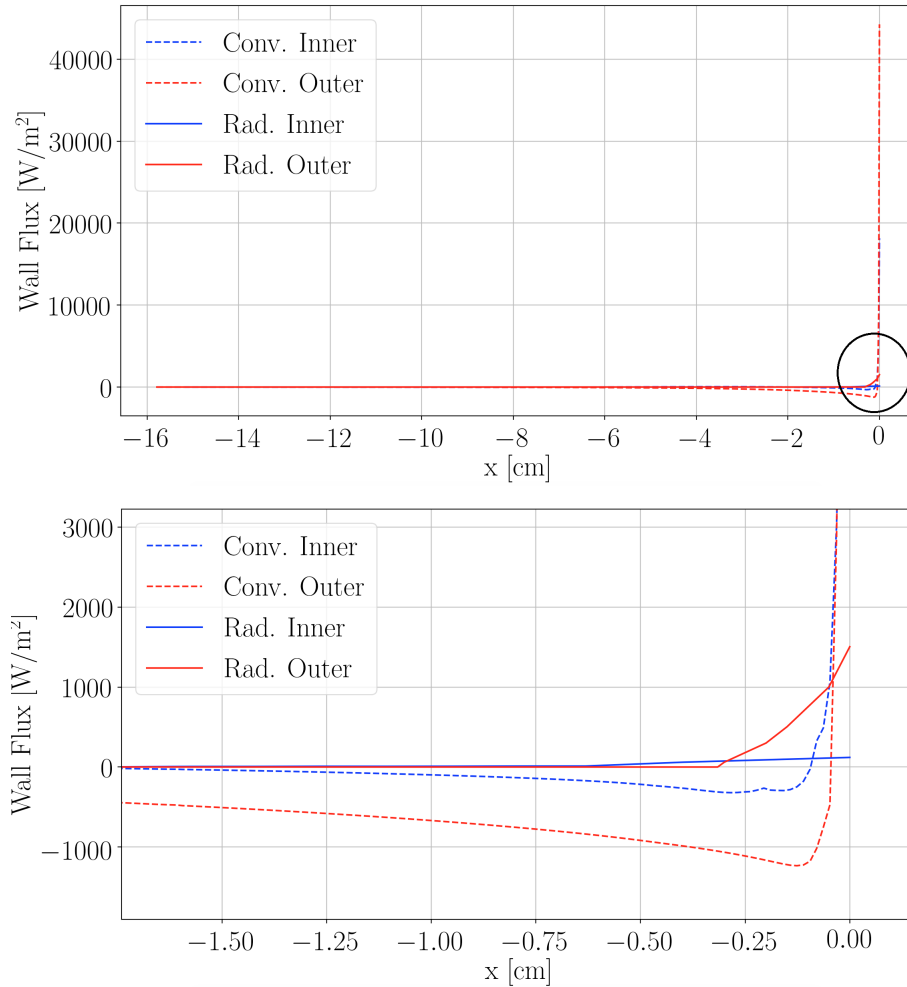 Conv. Inner
Conv. Outer
Rad. Inner
Rad. Outer
Wall Flux [W/m²]
40000
30000
20000
10000
0
−16 −14 −12 −10 −8 −6 −4 −2 0
x [cm]
Conv. Inner
Conv. Outer
Rad. Inner
Rad. Outer
Wall Flux [W/m²]
3000
2000
1000
0
−1000
−1.50 −1.25 −1.00 −0.75 −0.50 −0.25 0.00
x [cm]